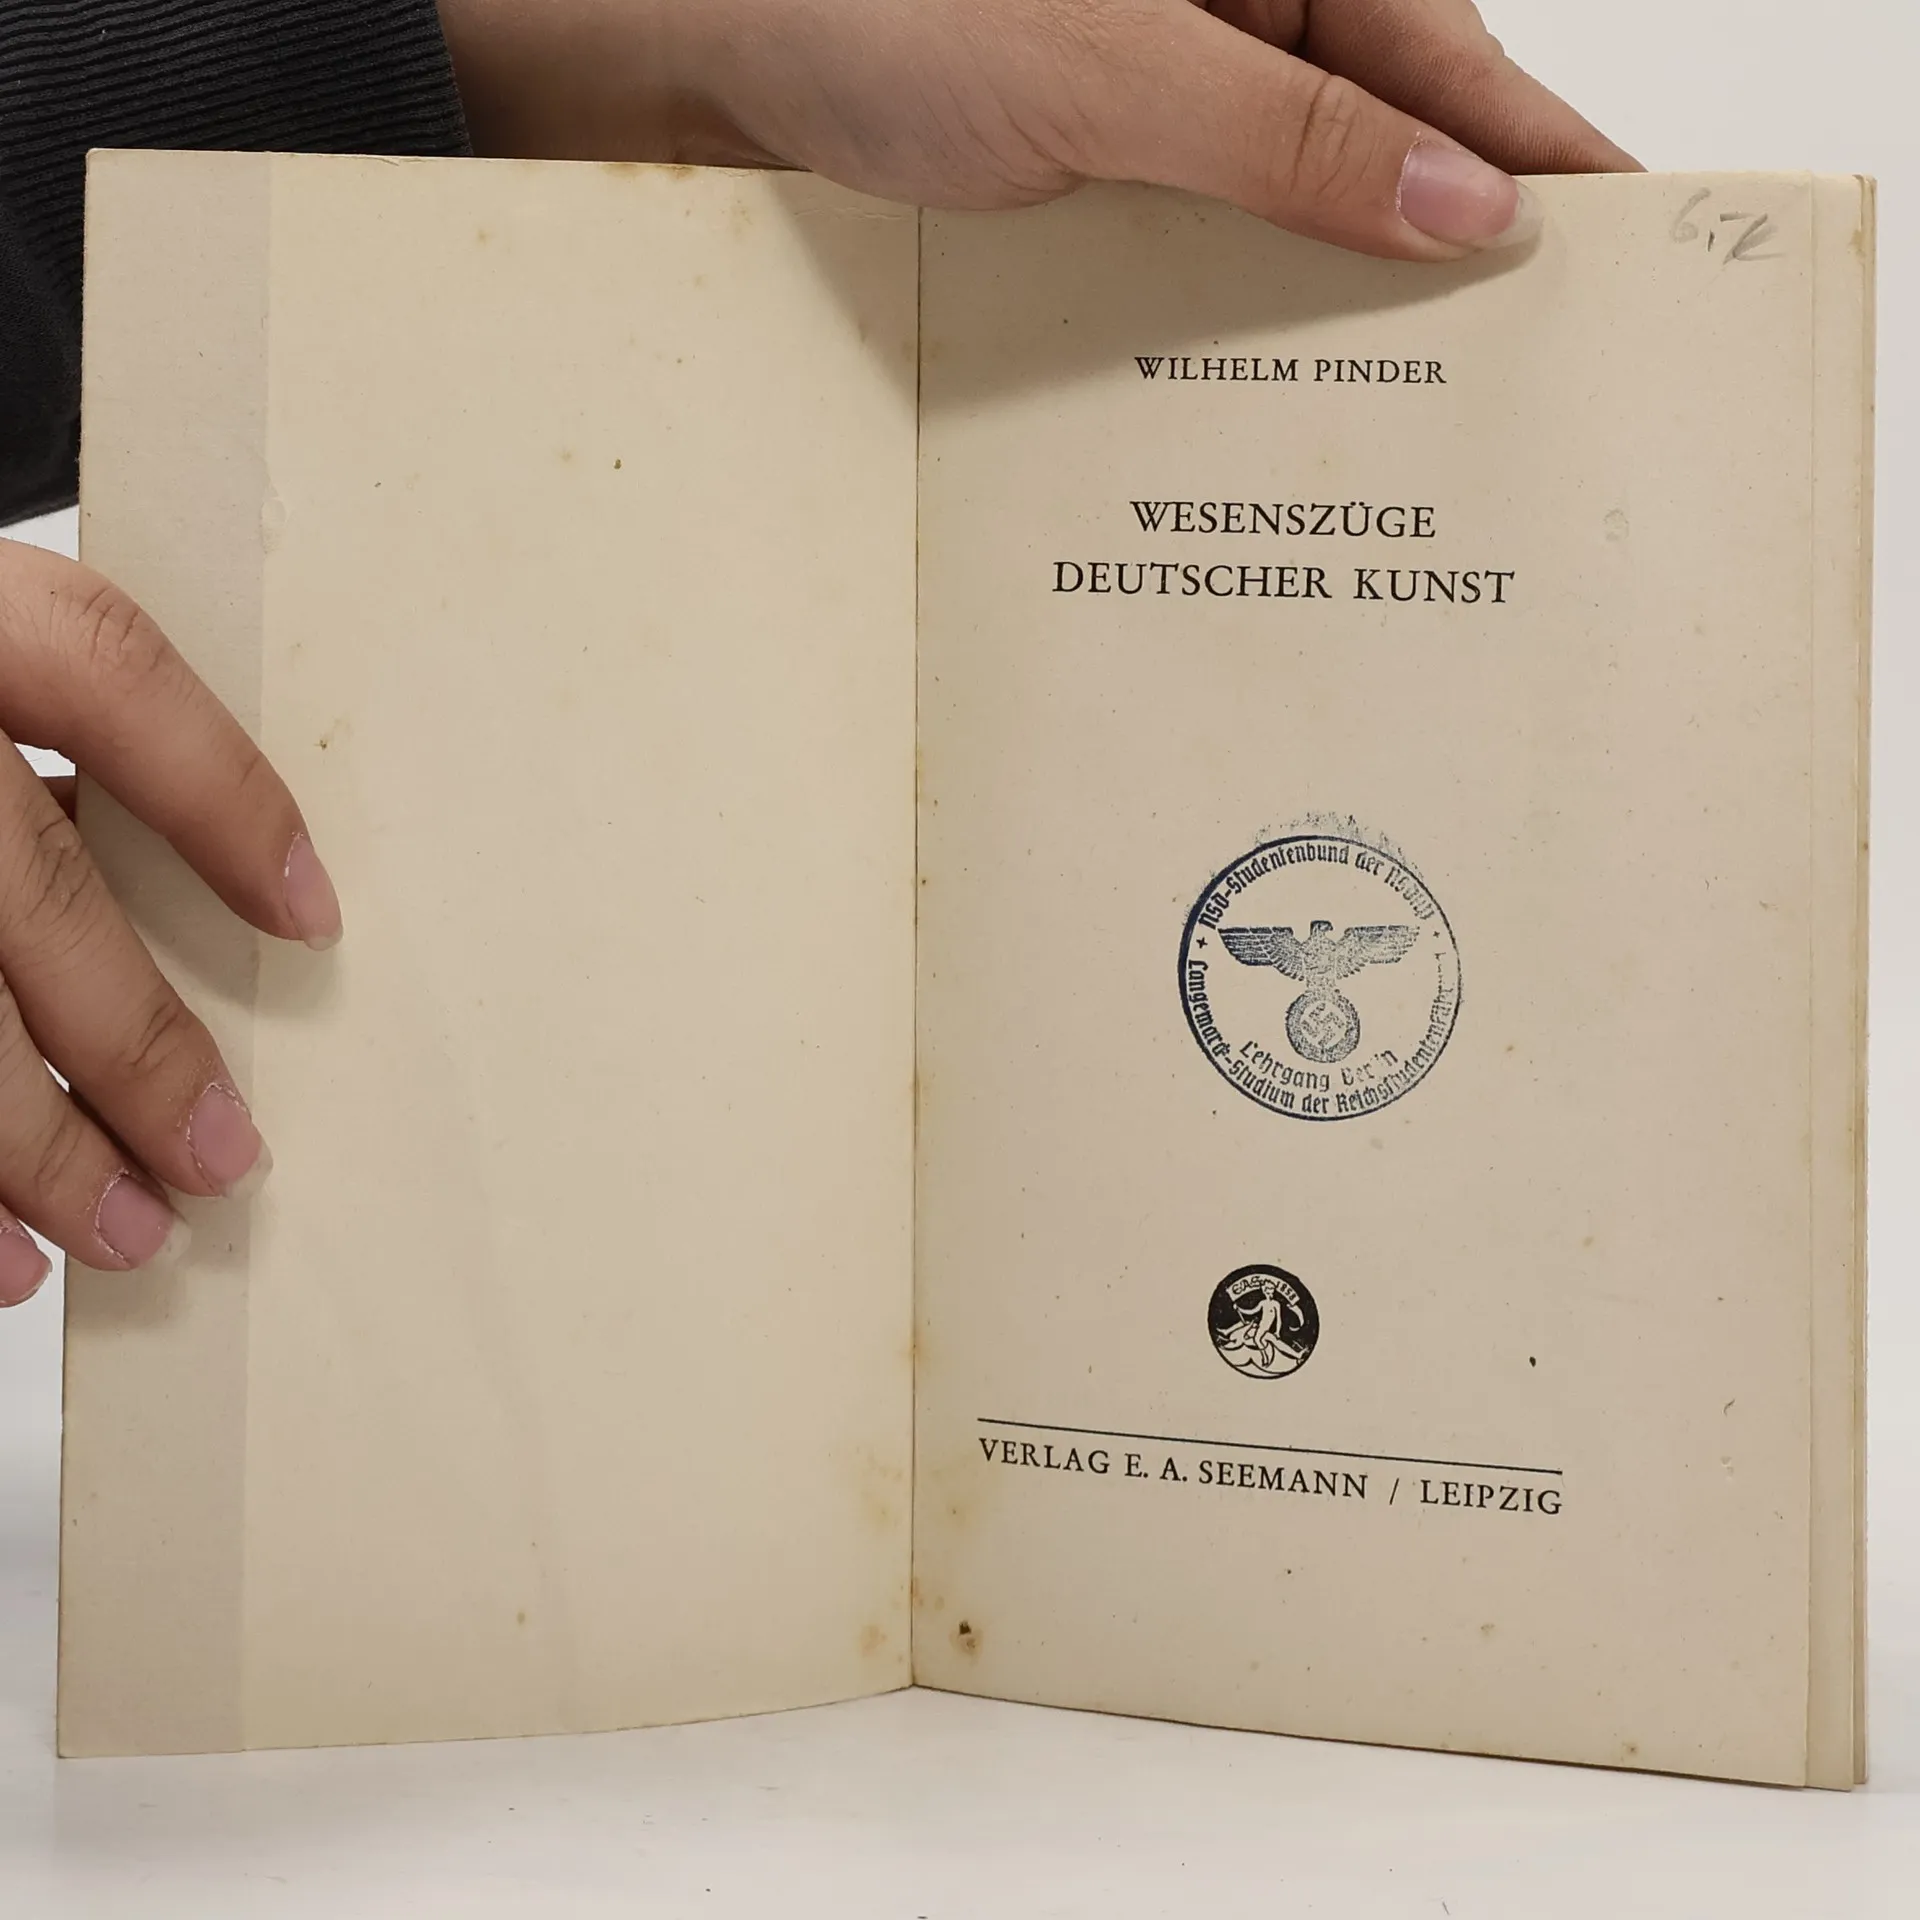 6,-
WILHELM PINDER
WESENSZÜGE
DEUTSCHER KUNST
NSD-Studentenbund der NSDAP
Langemarck-Studium der Reichsstudentenführung
Lehrgang Berlin
1858
VERLAG E. A. SEEMANN / LEIPZIG